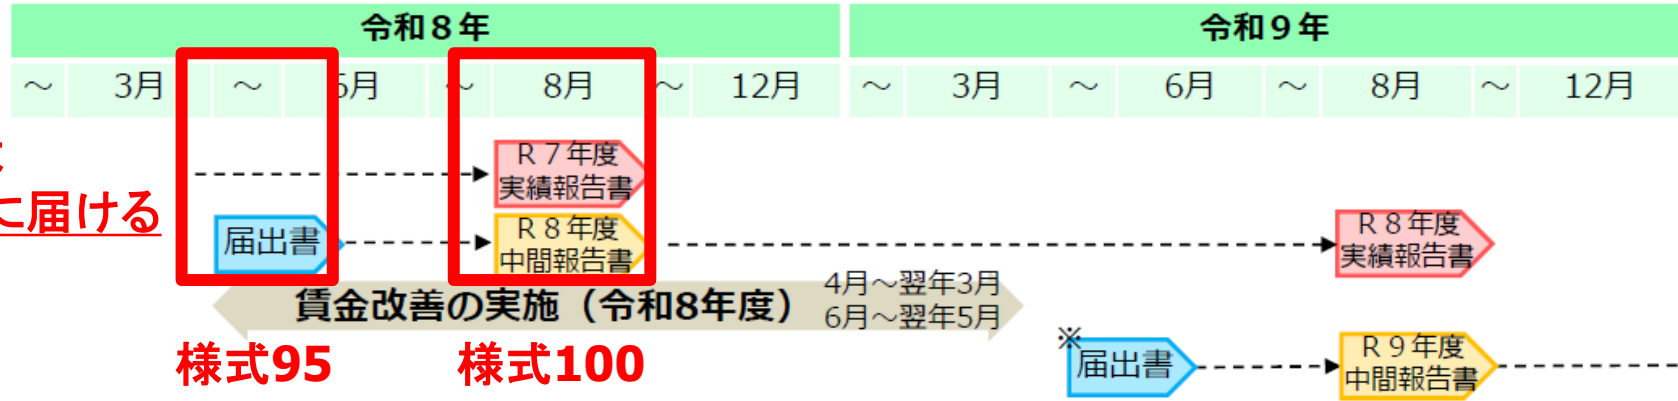 令和８年 令和９年
～ 3月 ～ 6月 ～ 8月 ～ 12月 ～ 3月 ～ 6月 ～ 8月 ～ 12月
Ｒ７年度
実績報告書
に届ける
届出書
Ｒ８年度
中間報告書
Ｒ８年度
実績報告書
賃金改善の実施（令和8年度）
4月～翌年3月
6月～翌年5月
様式95 様式100
※
届出書
Ｒ９年度
中間報告書